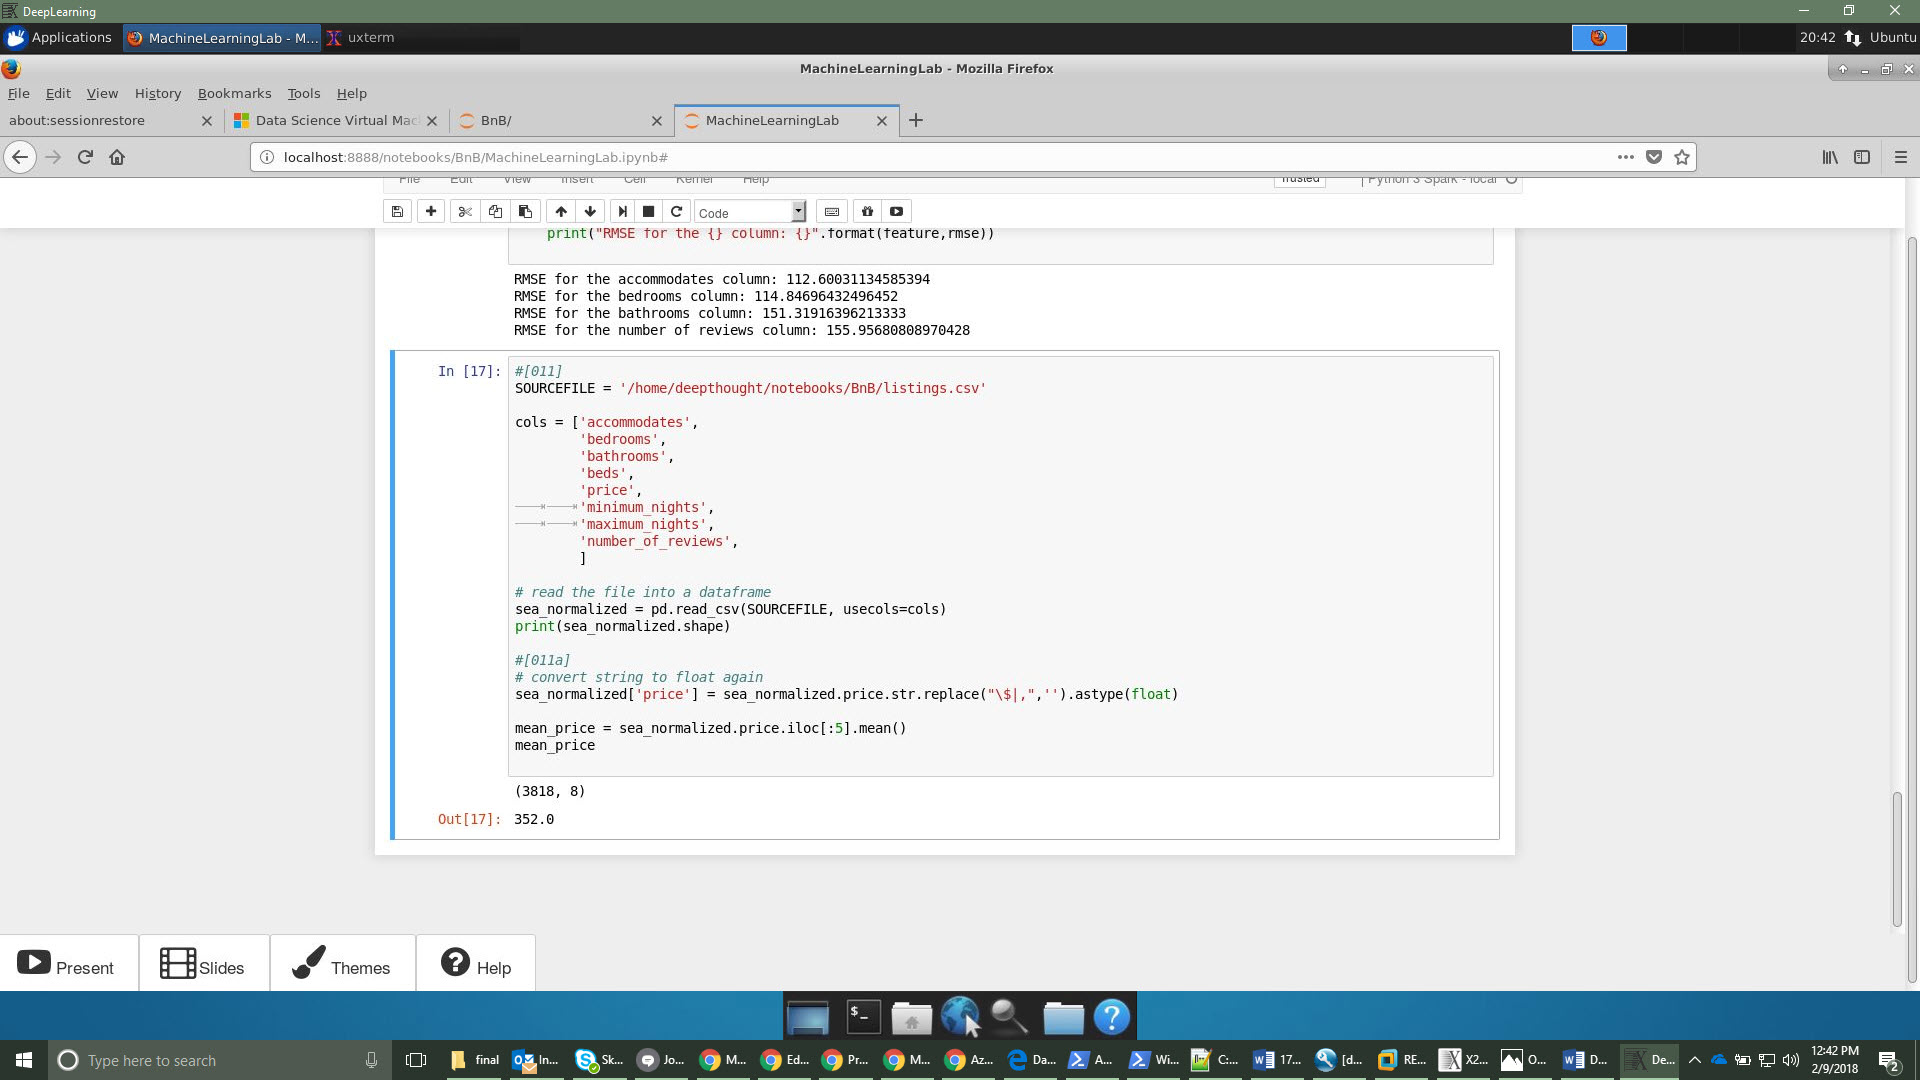 DeepLearning
Applications MachineLearningLab - M... uxterm 20:42 Ubuntu
MachineLearningLab - Mozilla Firefox
File Edit View History Bookmarks Tools Help
about:sessionrestore Data Science Virtual Mac BnB/ MachineLearningLab
localhost:8888/notebooks/BnB/MachineLearningLab.ipynb#
File Edit View Insert Cell Kernel Help Trusted Python 3 Spark - local
Code
print("RMSE for the {} column: {}".format(feature,rmse))
RMSE for the accommodates column: 112.60031134585394
RMSE for the bedrooms column: 114.84696432496452
RMSE for the bathrooms column: 151.31916396213333
RMSE for the number of reviews column: 155.95680808970428
In [17]: #[011]
SOURCEFILE = '/home/deepthought/notebooks/BnB/listings.csv'
cols = ['accommodates',
'bedrooms',
'bathrooms',
'beds',
'price',
'minimum_nights',
'maximum_nights',
'number_of_reviews',
]
# read the file into a dataframe
sea_normalized = pd.read_csv(SOURCEFILE, usecols=cols)
print(sea_normalized.shape)
#[011a]
# convert string to float again
sea_normalized['price'] = sea_normalized.price.str.replace("\$|,",'').astype(float)
mean_price = sea_normalized.price.iloc[:5].mean()
mean_price
(3818, 8)
Out[17]: 352.0
Present Slides Themes Help
Type here to search final In... Sk... Jo... M... Ed... Pr... M... Az... Da... A... Wi... C:... 17... [d... RE... X2... O... D... De... 12:42 PM
2/9/2018 2